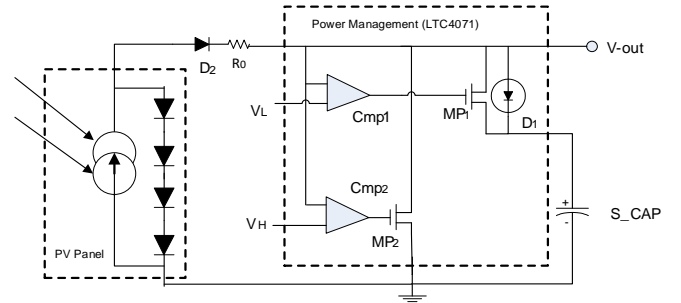 Power Management (LTC4071)
V-out
D2
R0
VL
Cmp1
MP1
D1
Cmp2
VH
MP2
+
-
S_CAP
PV Panel